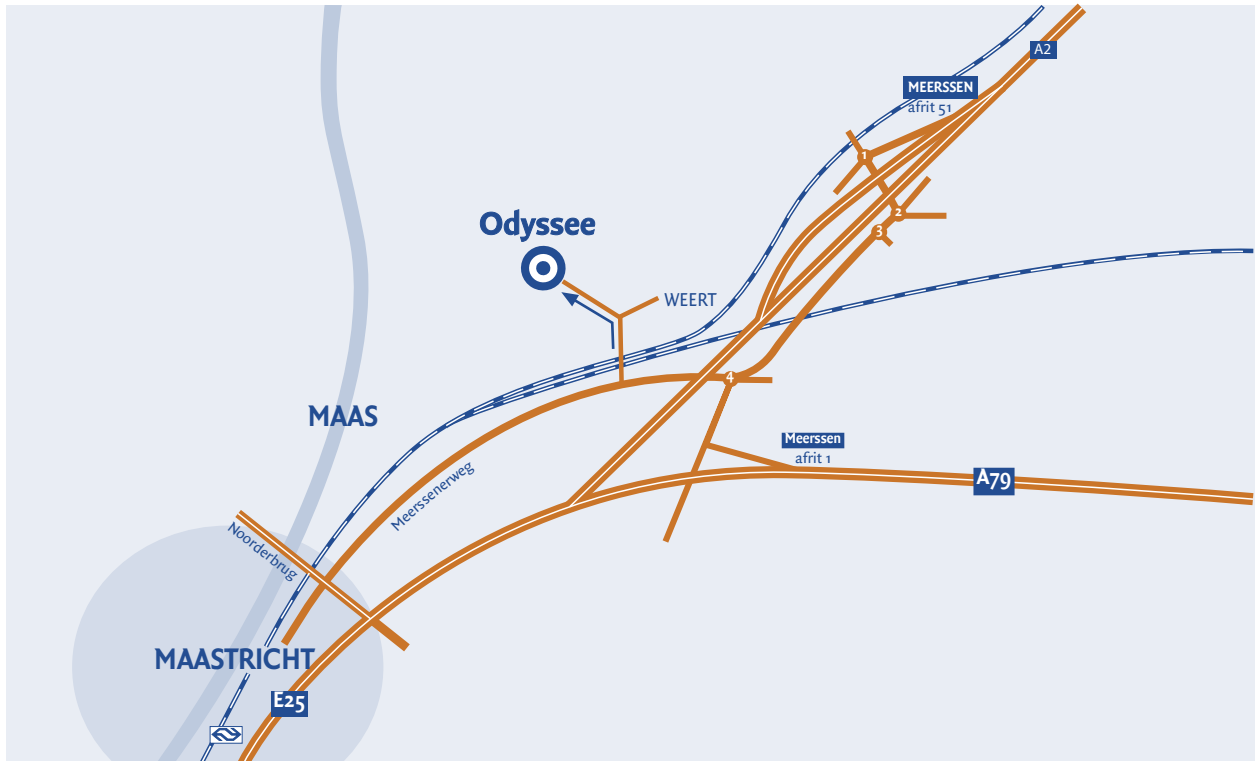 A2
MEERSSEN
afrit 51
1
2
3
Odyssee
WEERT
4
MAAS
Meerssen
afrit 1
A79
Meerssenerweg
Noorderbrug
MAASTRICHT
E25